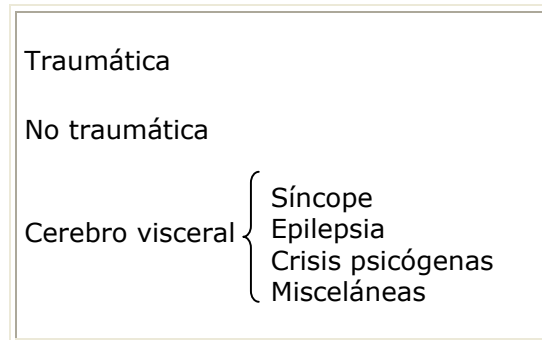 Traumática
No traumática
Cerebro visceral
Síncope
Epilepsia
Crisis psicógenas
Misceláneas